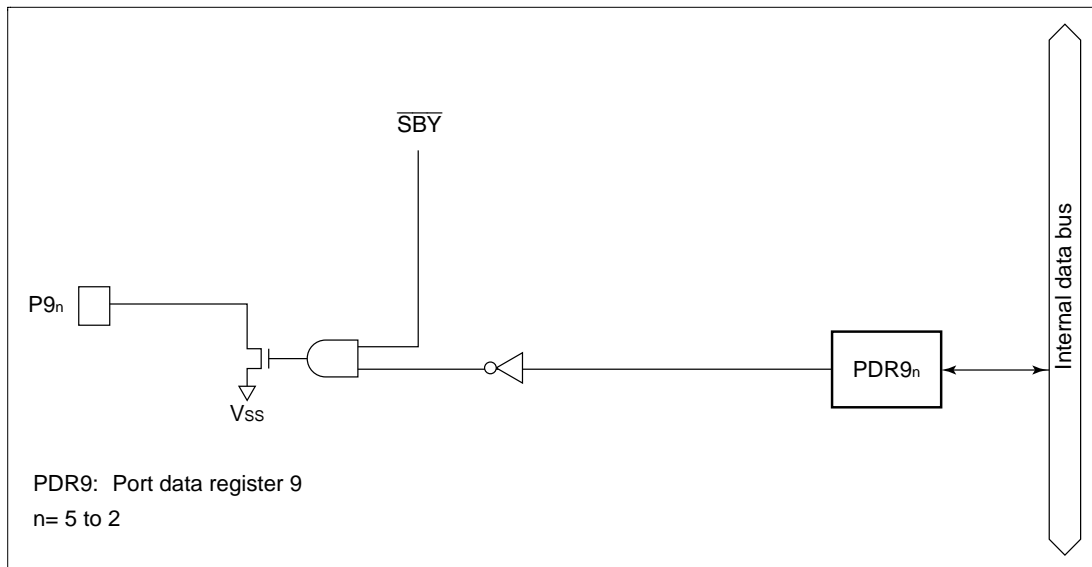 SBY
P9n
Vss
PDR9n
Internal data bus
PDR9: Port data register 9
n= 5 to 2